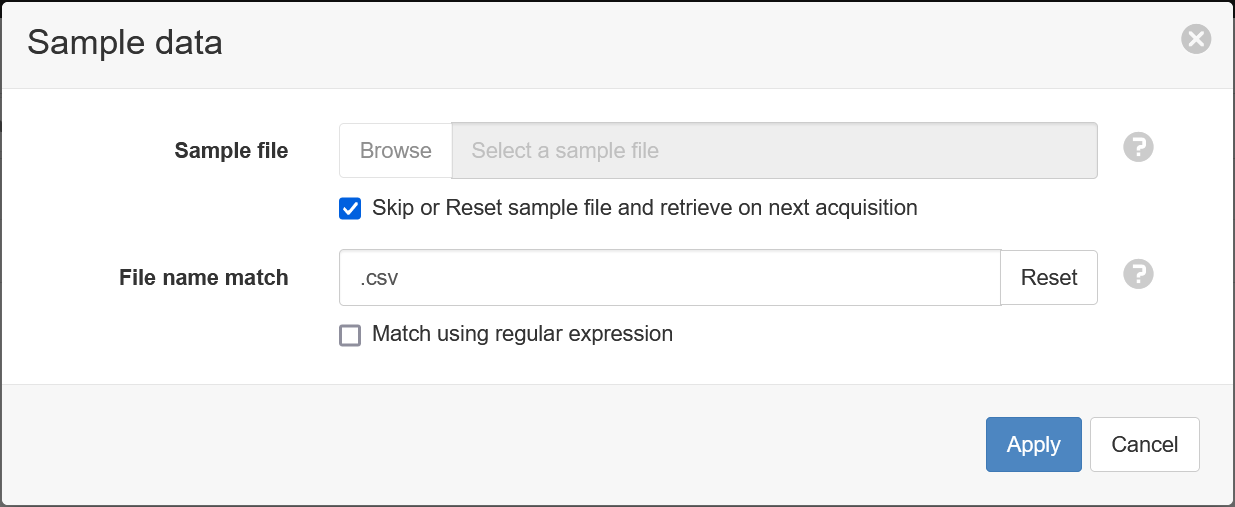 Sample data
Sample file
Browse
Select a sample file
Skip or Reset sample file and retrieve on next acquisition
File name match
.csv
Reset
Match using regular expression
Apply
Cancel